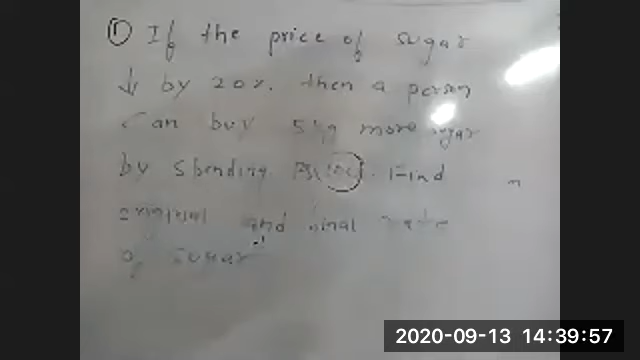 ① If the price of sugar
↓ by 20%. then a person
can buy 5kg more sugar
by spending Rs. Find
original and final rate
of sugar
2020-09-13 14:39:57